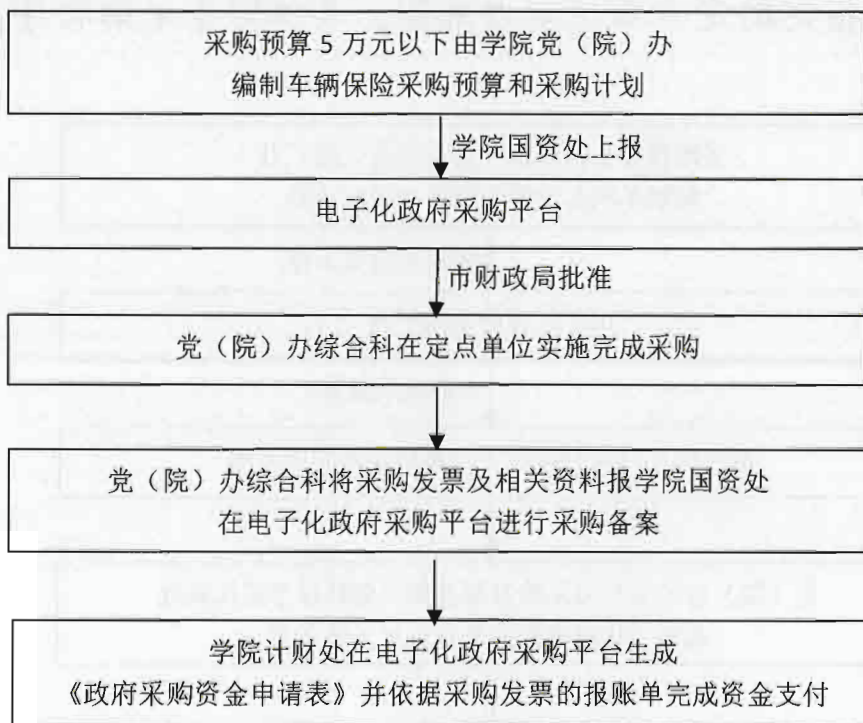 采购预算 5 万元以下由学院党（院）办
编制车辆保险采购预算和采购计划
学院国资处上报
电子化政府采购平台
市财政局批准
党（院）办综合科在定点单位实施完成采购
党（院）办综合科将采购发票及相关资料报学院国资处
在电子化政府采购平台进行采购备案
学院计财处在电子化政府采购平台生成
《政府采购资金申请表》并依据采购发票的报账单完成资金支付